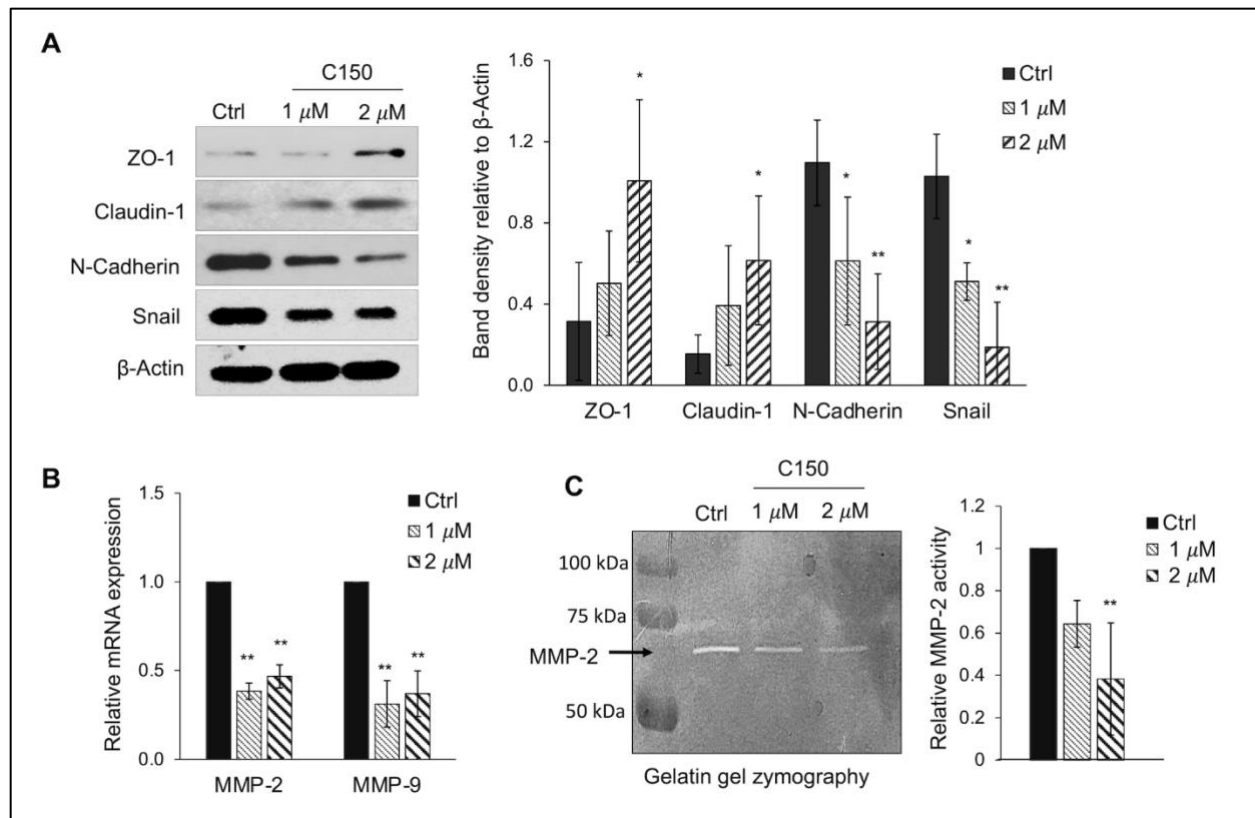 A
C150
Ctrl 1 μM 2 μM
ZO-1
Claudin-1
N-Cadherin
Snail
β-Actin
Band density relative to β-Actin
1.6
1.2
0.8
0.4
0.0
*
*
*
**
*
**
Ctrl
1 μM
2 μM
ZO-1 Claudin-1 N-Cadherin Snail
B
Relative mRNA expression
1.5
1.0
0.5
0.0
**
**
**
**
Ctrl
1 μM
2 μM
MMP-2 MMP-9
C
C150
Ctrl 1 μM 2 μM
100 kDa
75 kDa
MMP-2
50 kDa
Gelatin gel zymography
Relative MMP-2 activity
1.2
1
0.8
0.6
0.4
0.2
0
**
Ctrl
1 μM
2 μM